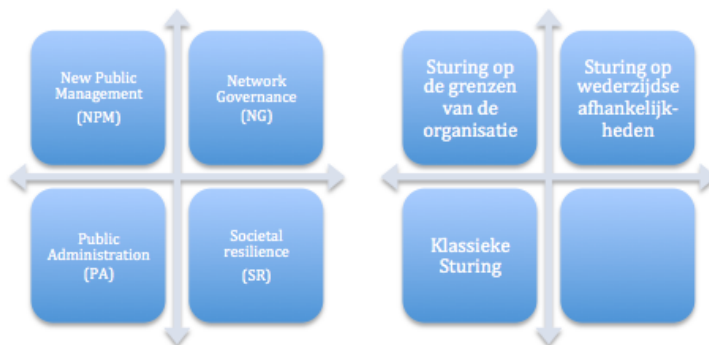 New Public
Management
(NPM)
Network
Governance
(NG)
Public
Administration
(PA)
Societal
resilience
(SR)
Sturing op
de grenzen
van de
organisatie
Sturing op
wederzijdse
afhankelijk-
heden
Klassieke
Sturing